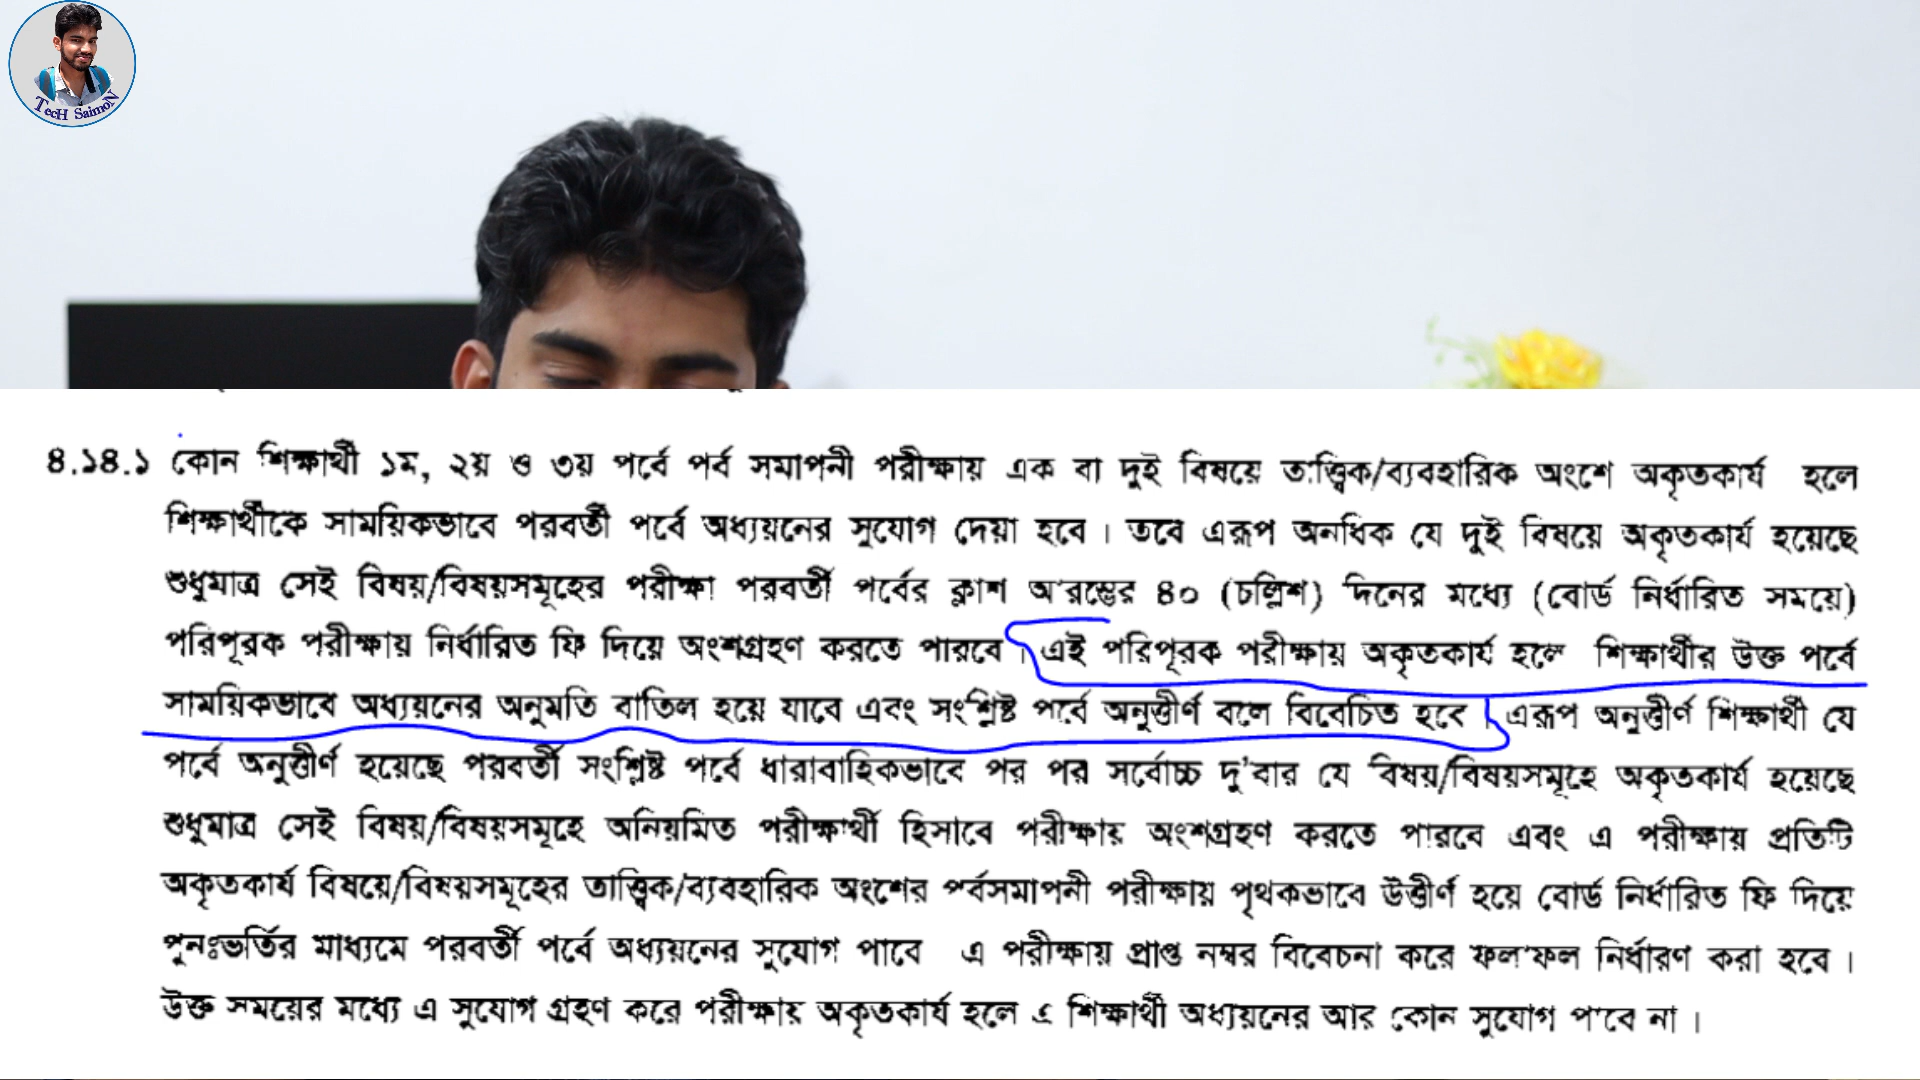 TecH SaimoN
৪.১৪.১ কোন শিক্ষার্থী ১ম, ২য় ও ৩য় পর্বে পর্ব সমাপনী পরীক্ষায় এক বা দুই বিষয়ে তাত্ত্বিক/ব্যবহারিক অংশে অকৃতকার্য হলে
শিক্ষার্থীকে সাময়িকভাবে পরবর্তী পর্বে অধ্যয়নের সুযোগ দেয়া হবে। তবে এরূপ অনধিক যে দুই বিষয়ে অকৃতকার্য হয়েছে
শুধুমাত্র সেই বিষয়/বিষয়সমূহের পরীক্ষা পরবর্তী পর্বের ক্লাশ আরম্ভের ৪০ (চল্লিশ) দিনের মধ্যে (বোর্ড নির্ধারিত সময়ে)
পরিপূরক পরীক্ষায় নির্ধারিত ফি দিয়ে অংশগ্রহণ করতে পারবে। এই পরিপূরক পরীক্ষায় অকৃতকার্য হলে শিক্ষার্থীর উক্ত পর্বে
সাময়িকভাবে অধ্যয়নের অনুমতি বাতিল হয়ে যাবে এবং সংশ্লিষ্ট পর্বে অনুত্তীর্ণ বলে বিবেচিত হবে। এরূপ অনুত্তীর্ণ শিক্ষার্থী যে
পর্বে অনুত্তীর্ণ হয়েছে পরবর্তী সংশ্লিষ্ট পর্বে ধারাবাহিকভাবে পর পর সর্বোচ্চ দু'বার যে বিষয়/বিষয়সমূহে অকৃতকার্য হয়েছে
শুধুমাত্র সেই বিষয়/বিষয়সমূহে অনিয়মিত পরীক্ষার্থী হিসাবে পরীক্ষায় অংশগ্রহণ করতে পারবে এবং এ পরীক্ষায় প্রতিটি
অকৃতকার্য বিষয়ে/বিষয়সমূহের তাত্ত্বিক/ব্যবহারিক অংশের পর্বসমাপনী পরীক্ষায় পৃথকভাবে উত্তীর্ণ হয়ে বোর্ড নির্ধারিত ফি দিয়ে
পুনঃভর্তির মাধ্যমে পরবর্তী পর্বে অধ্যয়নের সুযোগ পাবে এ পরীক্ষায় প্রাপ্ত নম্বর বিবেচনা করে ফলাফল নির্ধারণ করা হবে।
উক্ত সময়ের মধ্যে এ সুযোগ গ্রহণ করে পরীক্ষায় অকৃতকার্য হলে এ শিক্ষার্থী অধ্যয়নের আর কোন সুযোগ পাবে না।